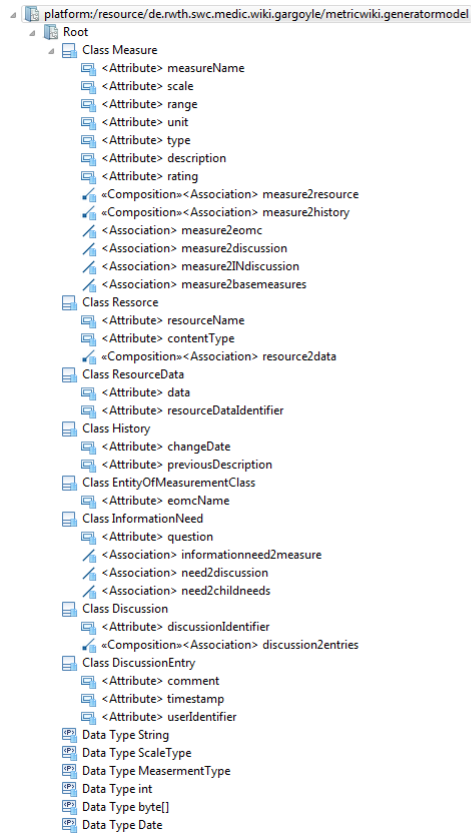 platform:/resource/de.rwth.swc.medic.wiki.gargoyle/metricwiki.generatormodel
Root
Class Measure
<Attribute> measureName
<Attribute> scale
<Attribute> range
<Attribute> unit
<Attribute> type
<Attribute> description
<Attribute> rating
«Composition»<Association> measure2resource
«Composition»<Association> measure2history
<Association> measure2eomc
<Association> measure2discussion
<Association> measure2INdiscussion
<Association> measure2basemeasures
Class Ressorce
<Attribute> resourceName
<Attribute> contentType
«Composition»<Association> resource2data
Class ResourceData
<Attribute> data
<Attribute> resourceDataIdentifier
Class History
<Attribute> changeDate
<Attribute> previousDescription
Class EntityOfMeasurementClass
<Attribute> eomcName
Class InformationNeed
<Attribute> question
<Association> informationneed2measure
<Association> need2discussion
<Association> need2childneeds
Class Discussion
<Attribute> discussionIdentifier
«Composition»<Association> discussion2entries
Class DiscussionEntry
<Attribute> comment
<Attribute> timestamp
<Attribute> userIdentifier
<P> Data Type String
<P> Data Type ScaleType
<P> Data Type MeasermentType
<P> Data Type int
<P> Data Type byte[]
<P> Data Type Date